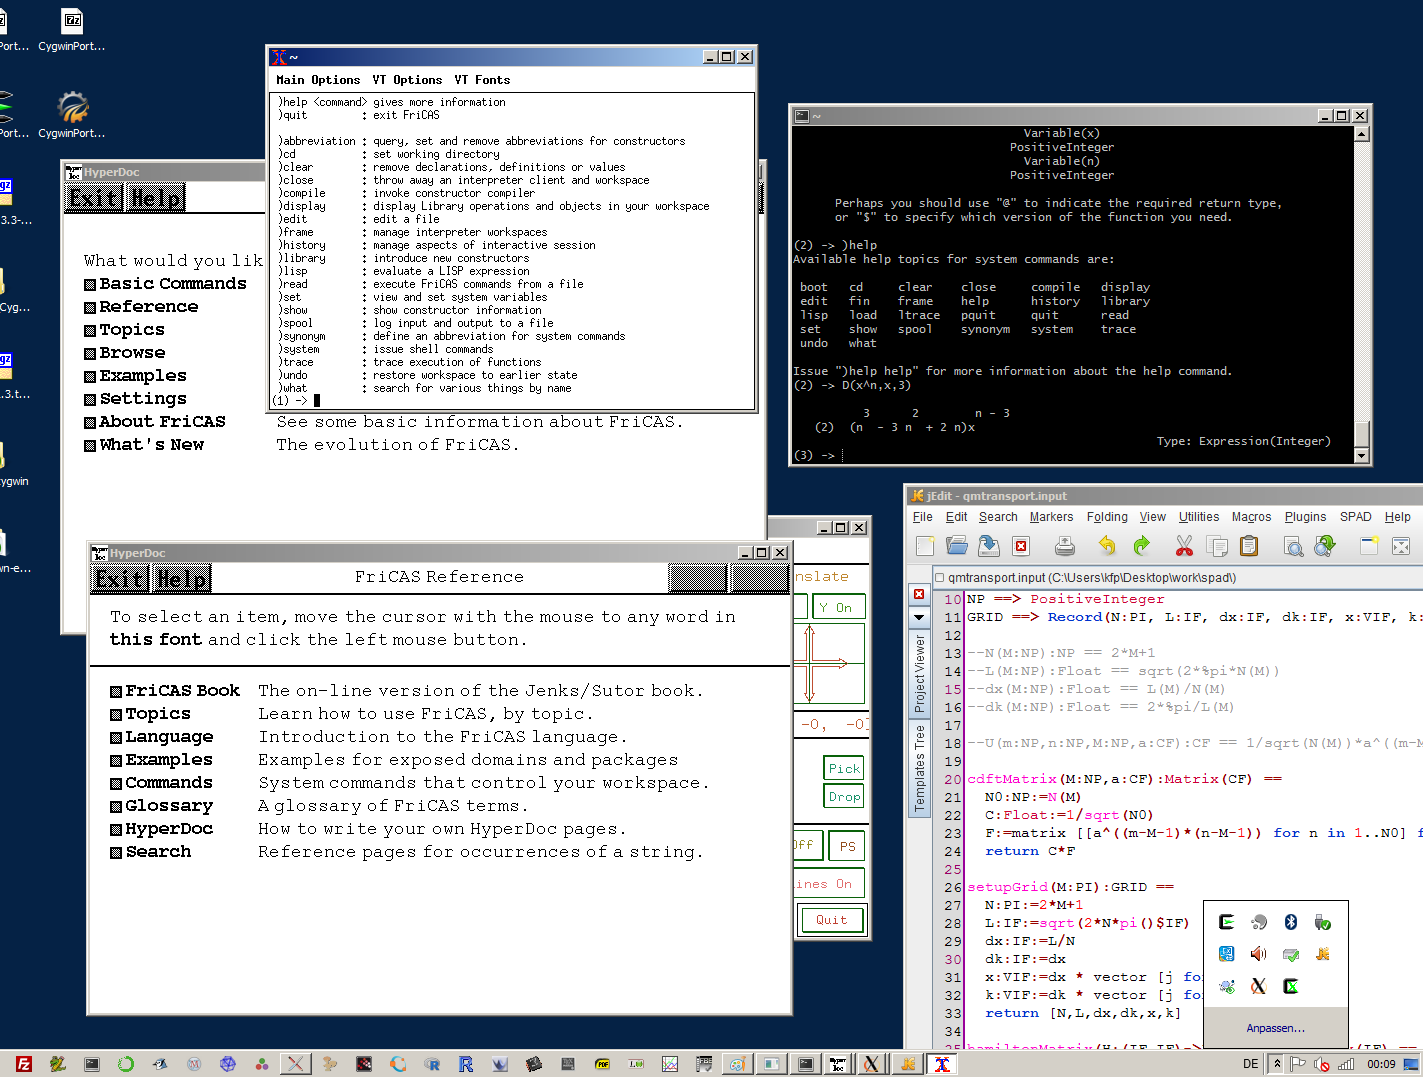 Port...
CygwinPort...
Port...
CygwinPort...
3.3-...
Cyg...
.3.t...
ygwin
wn-e...
~
Main Options VT Options VT Fonts
)help <command> gives more information
)quit : exit FriCAS
)abbreviation : query, set and remove abbreviations for constructors
)cd : set working directory
)clear : remove declarations, definitions or values
)close : throw away an interpreter client and workspace
)compile : invoke constructor compiler
)display : display Library operations and objects in your workspace
)edit : edit a file
)frame : manage interpreter workspaces
)history : manage aspects of interactive session
)library : introduce new constructors
)lisp : evaluate a LISP expression
)read : execute FriCAS commands from a file
)set : view and set system variables
)show : show constructor information
)spool : log input and output to a file
)synonym : define an abbreviation for system commands
)system : issue shell commands
)trace : trace execution of functions
)undo : restore workspace to earlier state
)what : search for various things by name
(1) ->
HyperDoc
Exit Help
What would you lik
Basic Commands
Reference
Topics
Browse
Examples
Settings
About FriCAS See some basic information about FriCAS.
What's New The evolution of FriCAS.
~
Variable(x)
PositiveInteger
Variable(n)
PositiveInteger
Perhaps you should use "@" to indicate the required return type,
or "$" to specify which version of the function you need.
(2) -> )help
Available help topics for system commands are:
boot cd clear close compile display
edit fin frame help history library
lisp load ltrace pquit quit read
set show spool synonym system trace
undo what
Issue ")help help" for more information about the help command.
(2) -> D(x^n,x,3)
3 2 n - 3
(2) (n - 3 n + 2 n)x
Type: Expression(Integer)
(3) ->
HyperDoc
Exit Help FriCAS Reference
To select an item, move the cursor with the mouse to any word in
this font and click the left mouse button.
FriCAS Book The on-line version of the Jenks/Sutor book.
Topics Learn how to use FriCAS, by topic.
Language Introduction to the FriCAS language.
Examples Examples for exposed domains and packages
Commands System commands that control your workspace.
Glossary A glossary of FriCAS terms.
HyperDoc How to write your own HyperDoc pages.
Search Reference pages for occurrences of a string.
nslate
Y On
-0, -0
Pick
Drop
Off PS
ines On
Quit
jEdit - qmtransport.input
File Edit Search Markers Folding View Utilities Macros Plugins SPAD Help
qmtransport.input (C:\Users\kfp\Desktop\work\spad\)
Project Viewer
Templates Tree
10 NP ==> PositiveInteger
11 GRID ==> Record(N:PI, L:IF, dx:IF, dk:IF, x:VIF, k:
12
13 --N(M:NP):NP == 2*M+1
14 --L(M:NP):Float == sqrt(2*%pi*N(M))
15 --dx(M:NP):Float == L(M)/N(M)
16 --dk(M:NP):Float == 2*%pi/L(M)
17
18 --U(m:NP,n:NP,M:NP,a:CF):CF == 1/sqrt(N(M))*a^((m-M
19
20 cdftMatrix(M:NP,a:CF):Matrix(CF) ==
21 N0:NP:=N(M)
22 C:Float:=1/sqrt(N0)
23 F:=matrix [[a^((m-M-1)*(n-M-1)) for n in 1..N0] f
24 return C*F
25
26 setupGrid(M:PI):GRID ==
27 N:PI:=2*M+1
28 L:IF:=sqrt(2*N*pi()$IF)
29 dx:IF:=L/N
30 dk:IF:=dx
31 x:VIF:=dx * vector [j fo
32 k:VIF:=dk * vector [j fo
33 return [N,L,dx,dk,x,k]
34
Anpassen...
DE 00:09